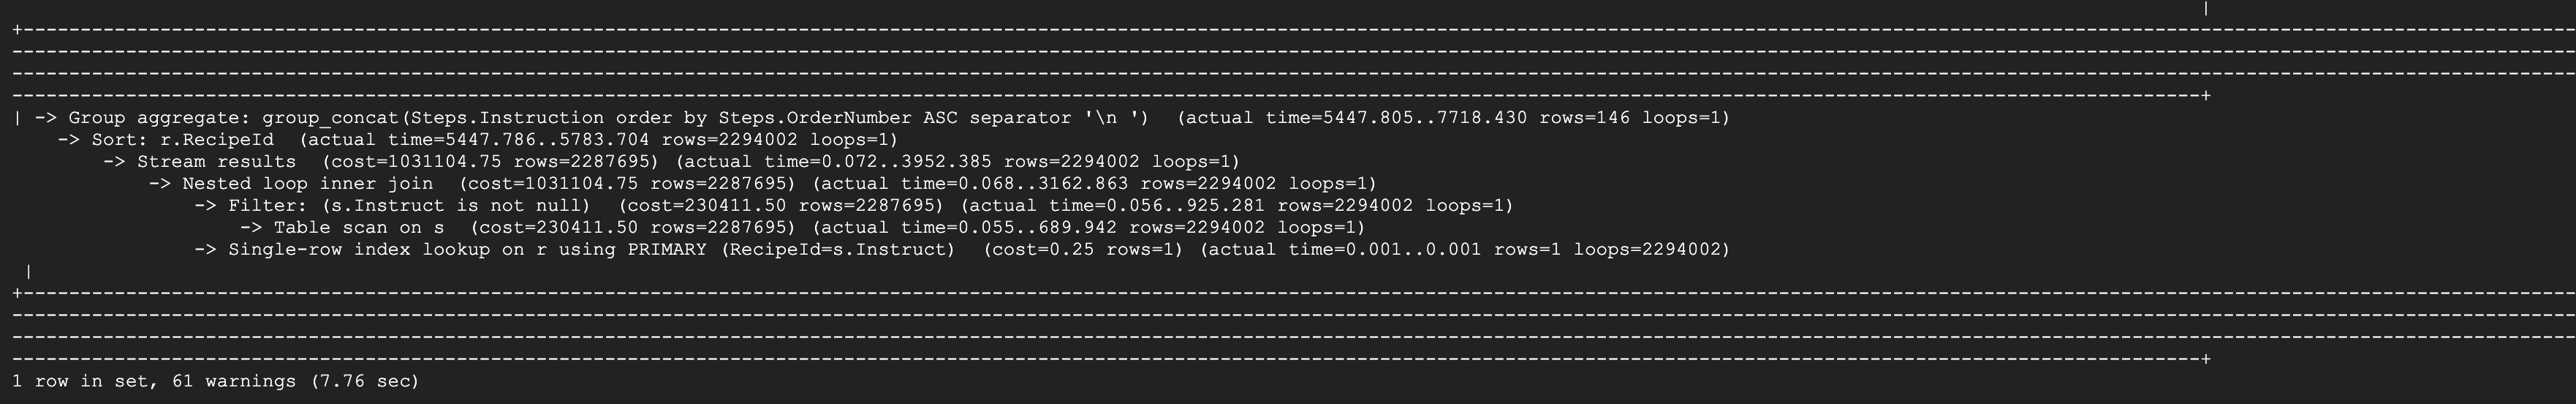 |
+------------------------------------------------------------------------------------------------------------------------------------------------------------------------------------------------------------------------------------
------------------------------------------------------------------------------------------------------------------------------------------------------------------------------------------------------------------------------------
------------------------------------------------------------------------------------------------------------------------------------------------------------------------------------------------------------------------------------
-------------------------------------------------------------------------------------------------------------------------------------------------------------------------------------------------+
| -> Group aggregate: group_concat(Steps.Instruction order by Steps.OrderNumber ASC separator '\n ')  (actual time=5447.805..7718.430 rows=146 loops=1)
    -> Sort: r.RecipeId  (actual time=5447.786..5783.704 rows=2294002 loops=1)
        -> Stream results  (cost=1031104.75 rows=2287695) (actual time=0.072..3952.385 rows=2294002 loops=1)
            -> Nested loop inner join  (cost=1031104.75 rows=2287695) (actual time=0.068..3162.863 rows=2294002 loops=1)
                -> Filter: (s.Instruct is not null)  (cost=230411.50 rows=2287695) (actual time=0.056..925.281 rows=2294002 loops=1)
                    -> Table scan on s  (cost=230411.50 rows=2287695) (actual time=0.055..689.942 rows=2294002 loops=1)
                -> Single-row index lookup on r using PRIMARY (RecipeId=s.Instruct)  (cost=0.25 rows=1) (actual time=0.001..0.001 rows=1 loops=2294002)
 |
+------------------------------------------------------------------------------------------------------------------------------------------------------------------------------------------------------------------------------------
------------------------------------------------------------------------------------------------------------------------------------------------------------------------------------------------------------------------------------
------------------------------------------------------------------------------------------------------------------------------------------------------------------------------------------------------------------------------------
-------------------------------------------------------------------------------------------------------------------------------------------------------------------------------------------------+
1 row in set, 61 warnings (7.76 sec)